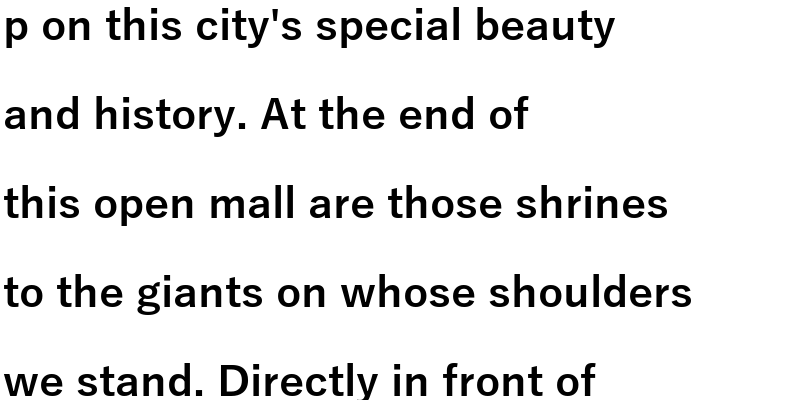 p on this city's special beauty
and history. At the end of
this open mall are those shrines
to the giants on whose shoulders
we stand. Directly in front of